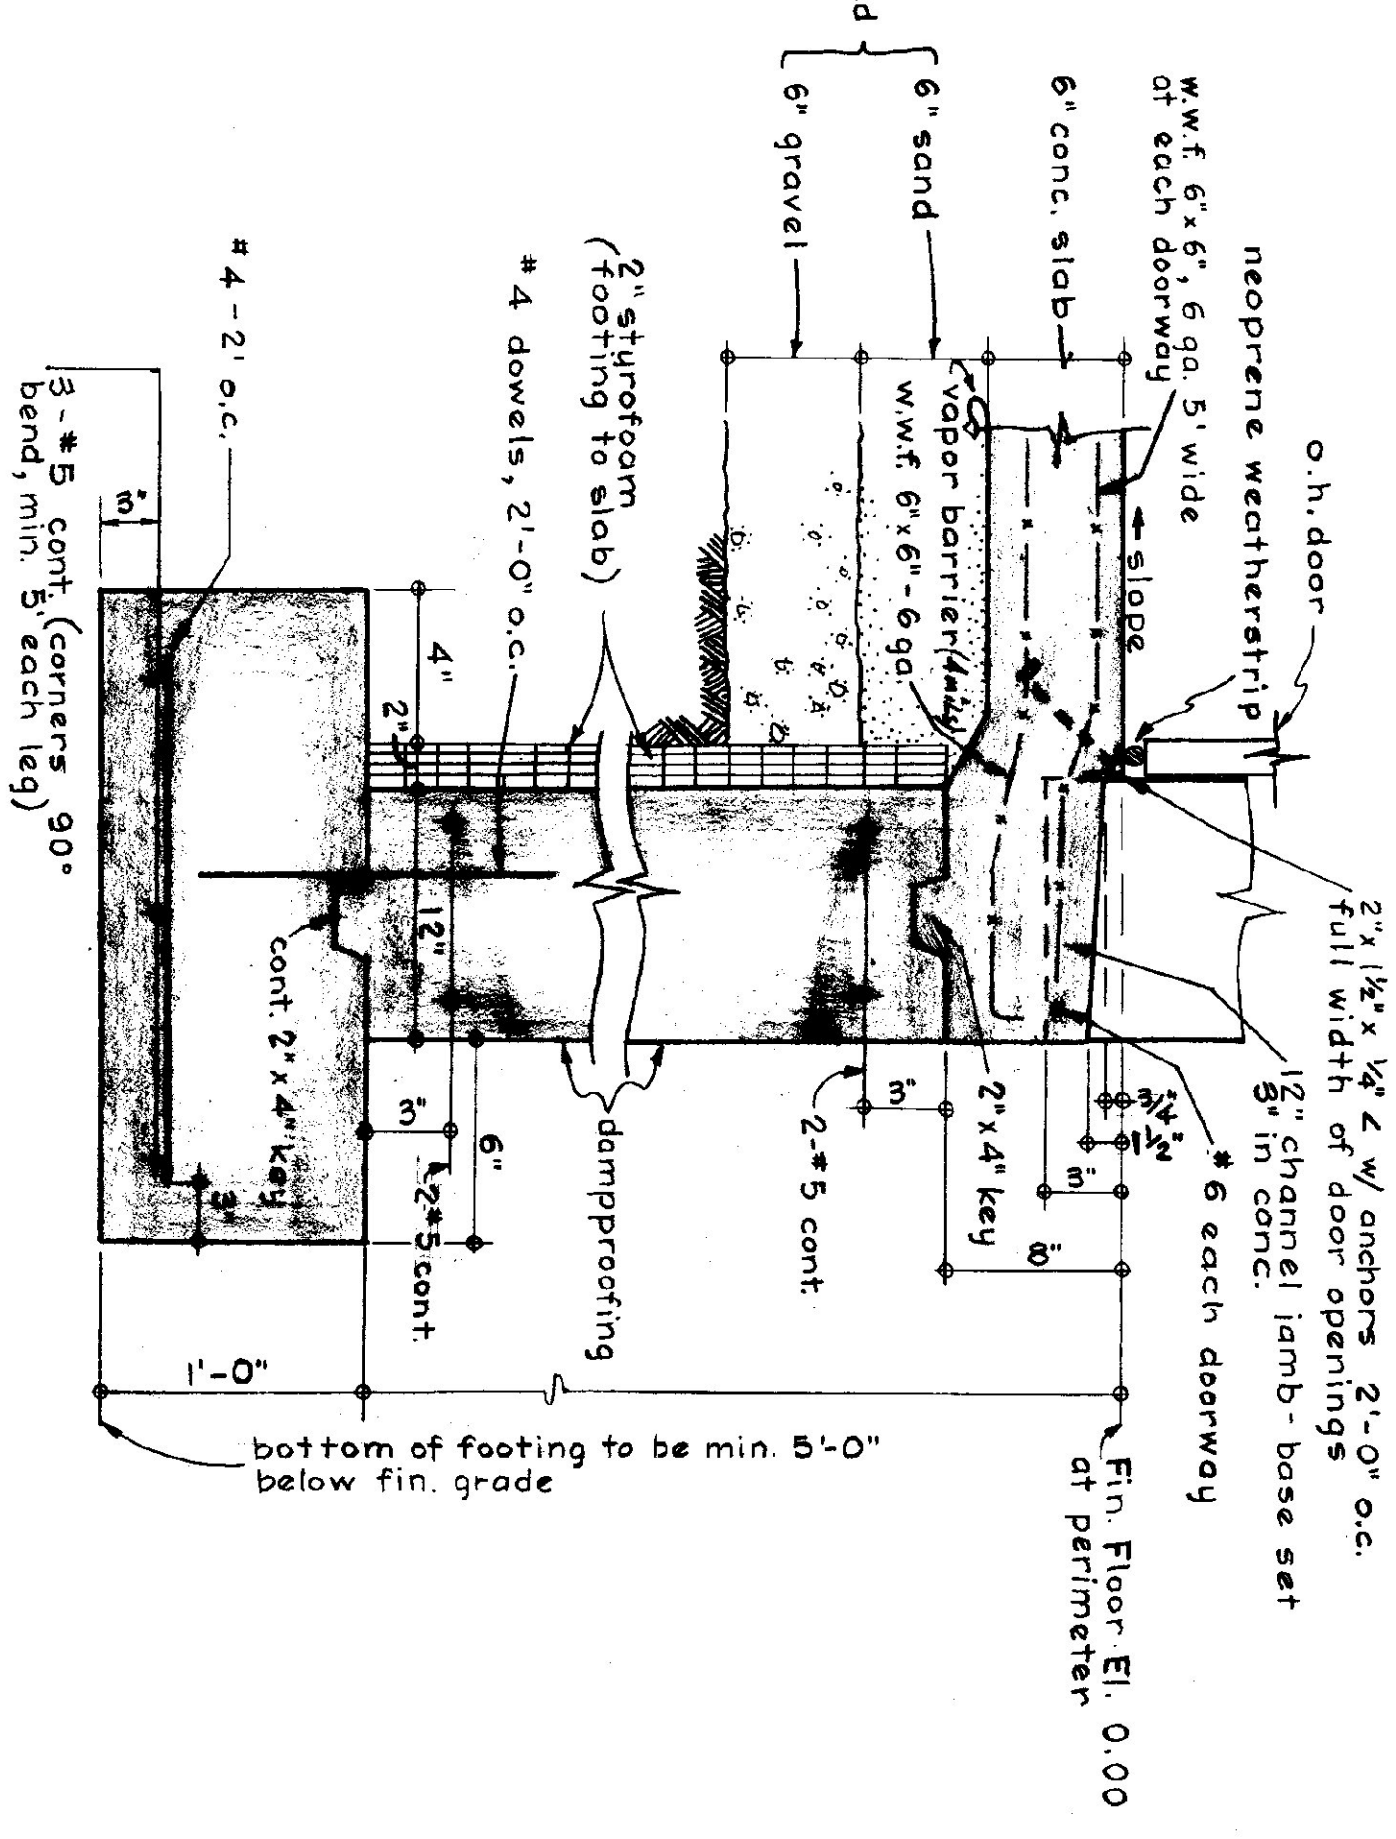 o.h. door
neoprene weatherstrip
w.w.f. 6"x 6", 6 ga. 5' wide
at each doorway
slope
6" conc. slab
6" sand
6" gravel
d
vapor barrier (4mils)
w.w.f. 6"x6"-6ga.
2" styrofoam
(footing to slab)
#4 dowels, 2'-0" o.c.
#4 - 2' o.c.
3-#5 cont. (corners 90°
bend, min. 5' each leg)
2"x 1½"x ¼" < w/ anchors 2'-0" o.c.
full width of door openings
12" channel jamb-base set
3" in conc.
#6 each doorway
Fin. Floor El. 0.00
at perimeter
3/4"
1½"
3"
8"
2"x4" key
3"
2-#5 cont.
dampproofing
4"
2"
12"
6"
3"
2-#5 cont.
cont. 2"x 4" key
3"
3"
1'-0"
bottom of footing to be min. 5'-0"
below fin. grade